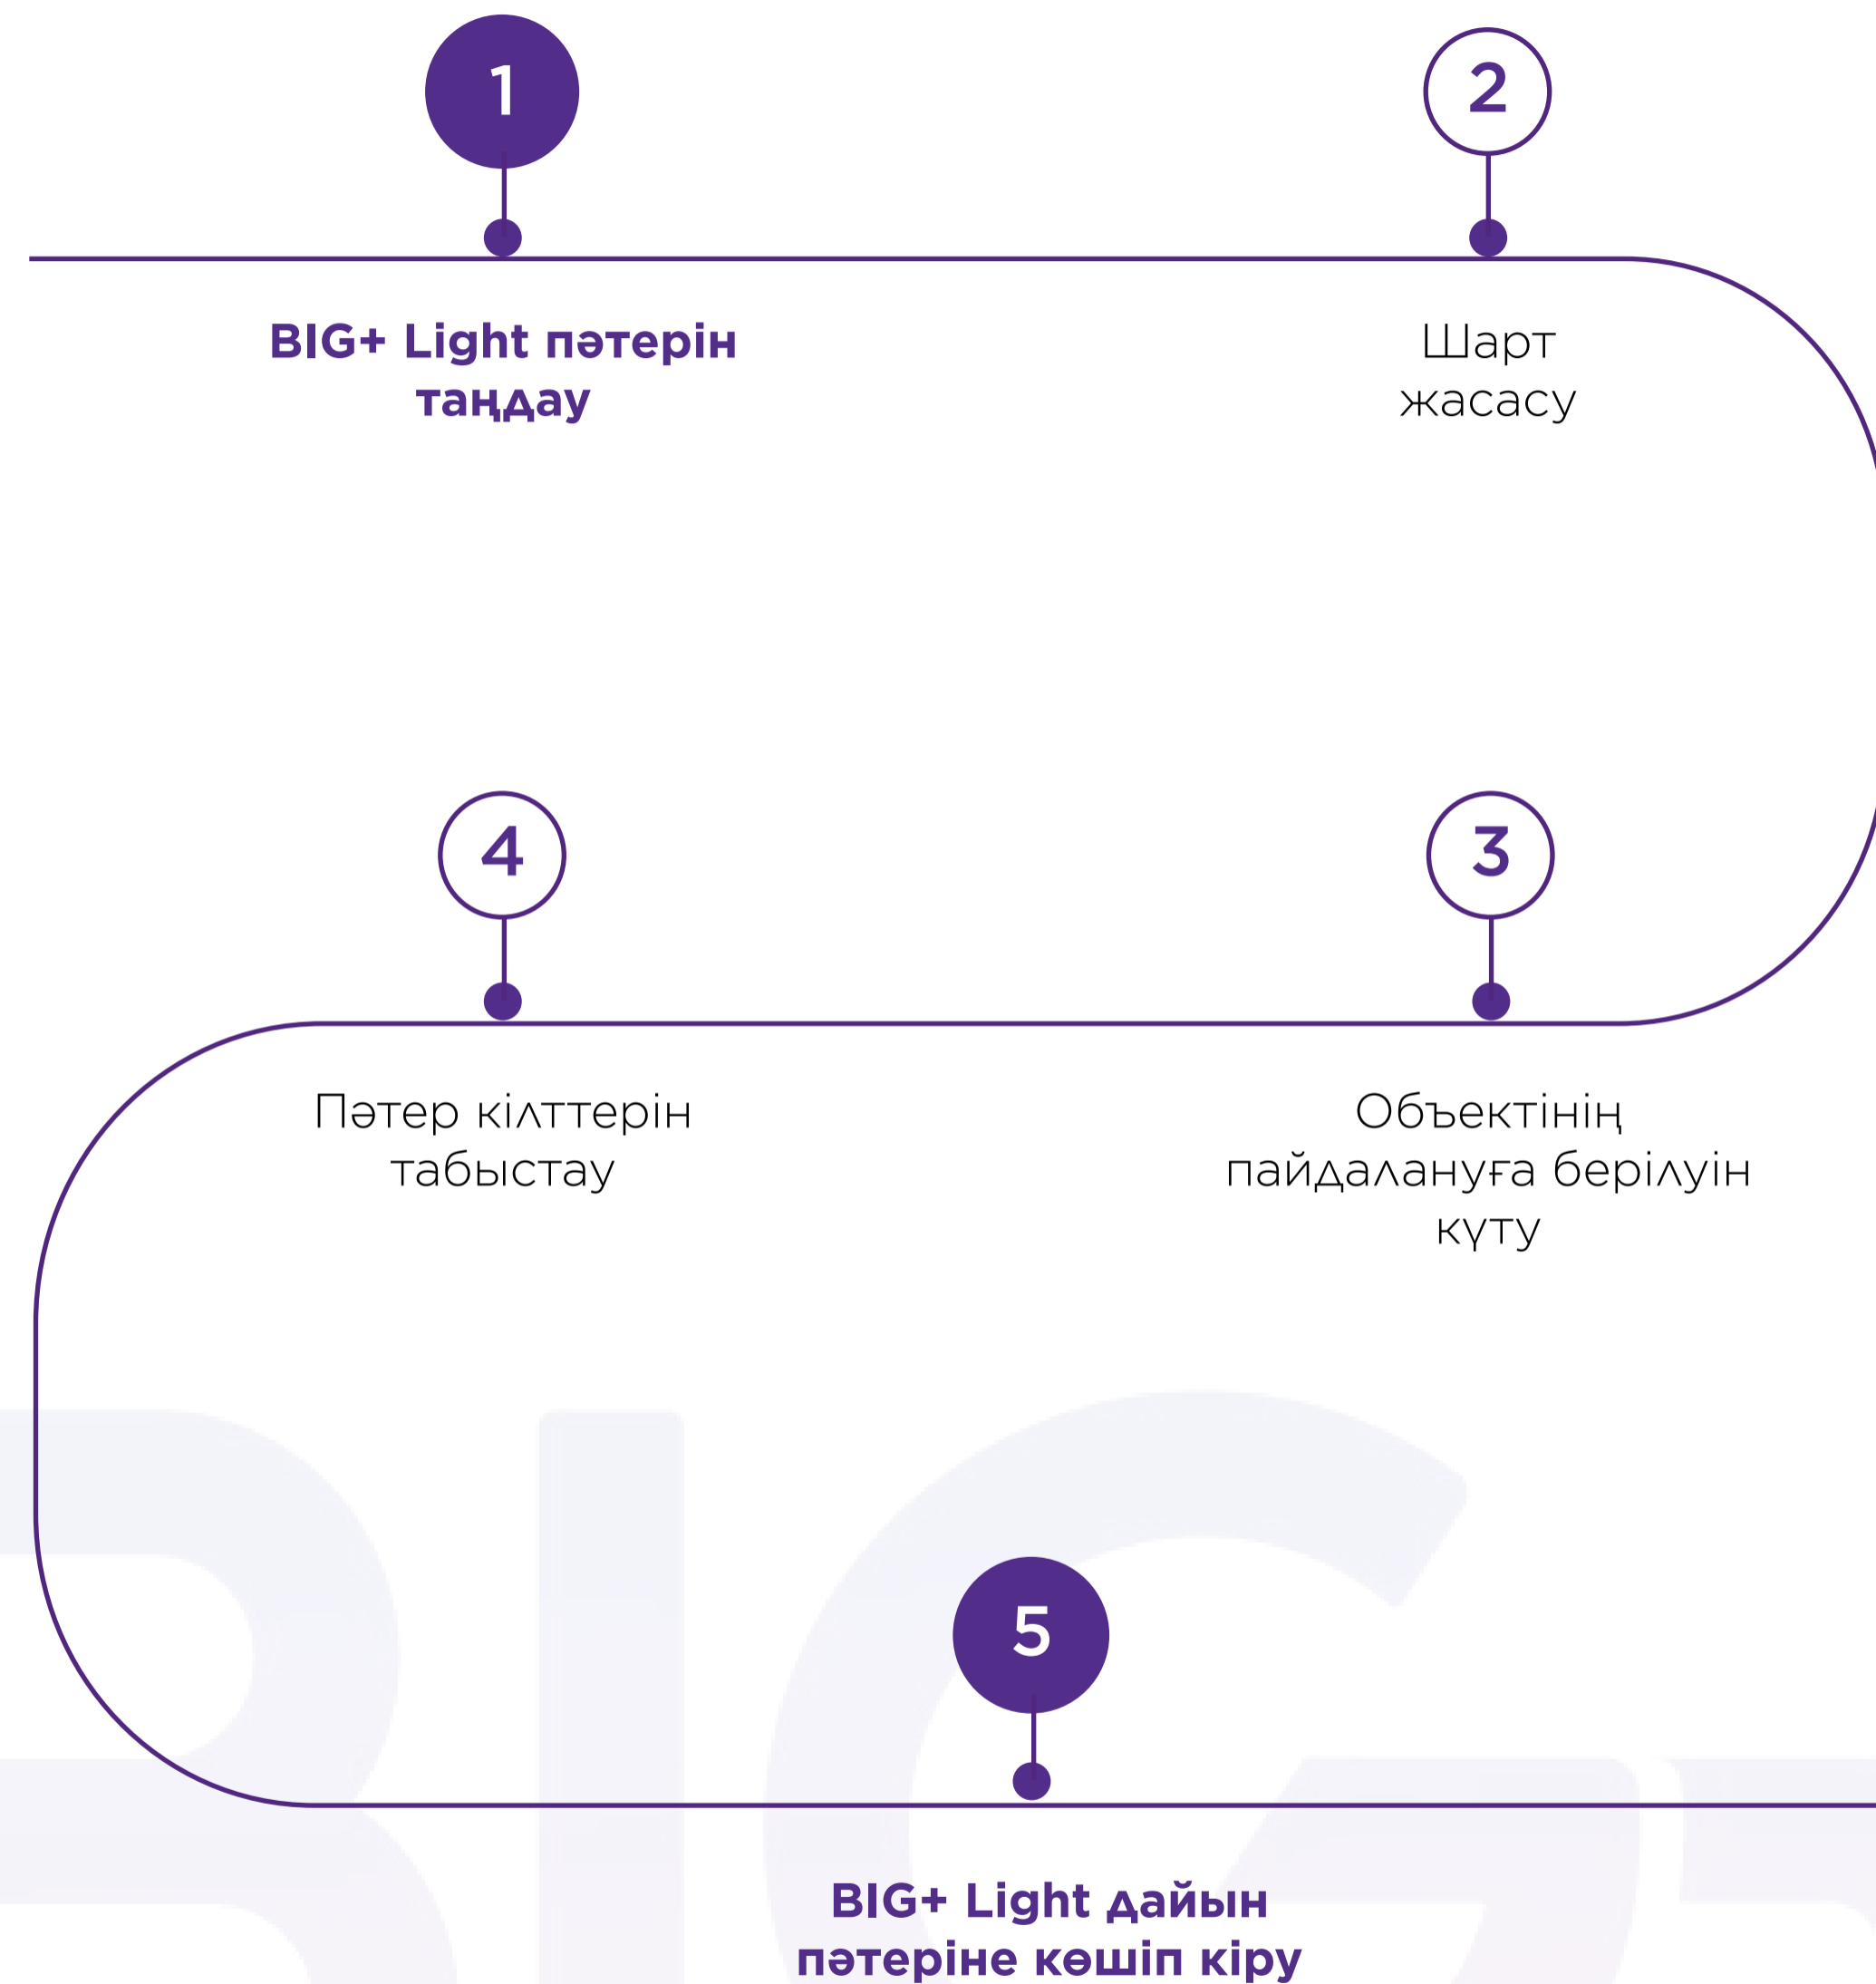 1
BIG+ Light пәтерін
таңдау
2
Шарт
жасасу
3
Объектінің
пайдалануға берілуін
күту
4
Пәтер кілттерін
табыстау
BIG+
5
BIG+ Light дайын
пәтеріне көшіп кіру